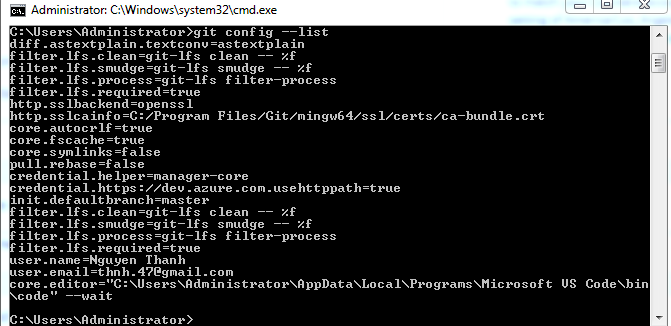 Administrator: C:\Windows\system32\cmd.exe
C:\Users\Administrator>git config --list
diff.astextplain.textconv=astextplain
filter.lfs.clean=git-lfs clean -- %f
filter.lfs.smudge=git-lfs smudge -- %f
filter.lfs.process=git-lfs filter-process
filter.lfs.required=true
http.sslbackend=openssl
http.sslcainfo=C:/Program Files/Git/mingw64/ssl/certs/ca-bundle.crt
core.autocrlf=true
core.fscache=true
core.symlinks=false
pull.rebase=false
credential.helper=manager-core
credential.https://dev.azure.com.usehttppath=true
init.defaultbranch=master
filter.lfs.clean=git-lfs clean -- %f
filter.lfs.smudge=git-lfs smudge -- %f
filter.lfs.process=git-lfs filter-process
filter.lfs.required=true
user.name=Nguyen Thanh
user.email=thnh.47@gmail.com
core.editor="C:\Users\Administrator\AppData\Local\Programs\Microsoft VS Code\bin
\code" --wait
C:\Users\Administrator>